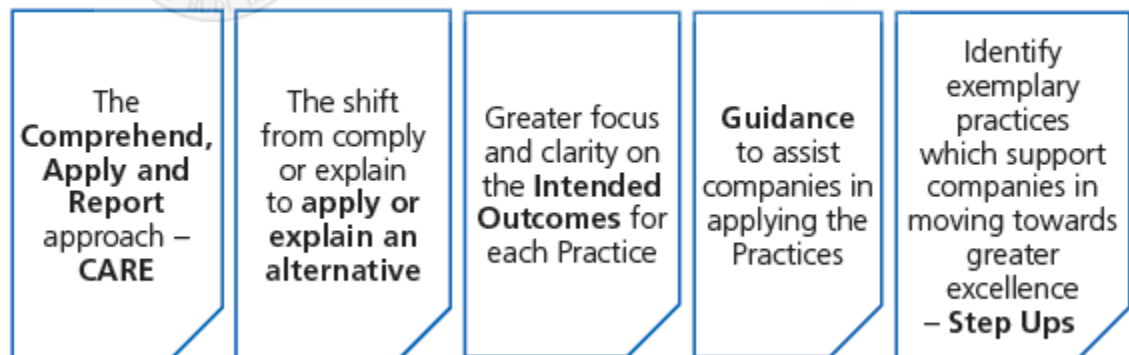 The
Comprehend,
Apply and
Report
approach –
CARE
The shift
from comply
or explain
to apply or
explain an
alternative
Greater focus
and clarity on
the Intended
Outcomes for
each Practice
Guidance
to assist
companies in
applying the
Practices
Identify
exemplary
practices
which support
companies in
moving towards
greater
excellence
– Step Ups